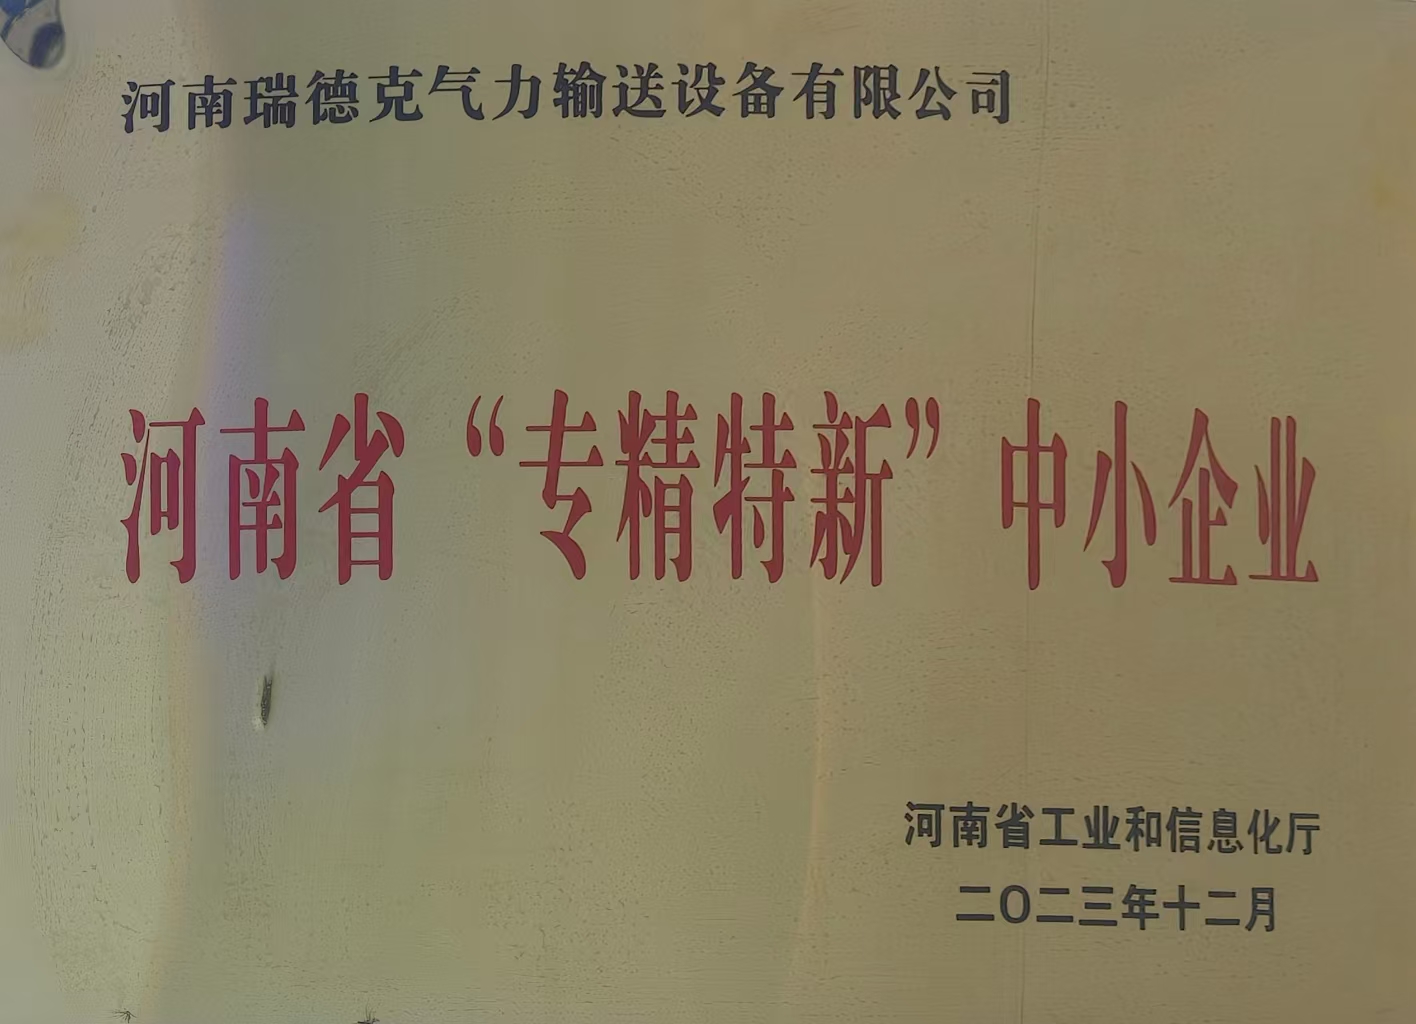 河南瑞德克气力输送设备有限公司
河南省“专精特新”中小企业
河南省工业和信息化厅
二〇二三年十二月